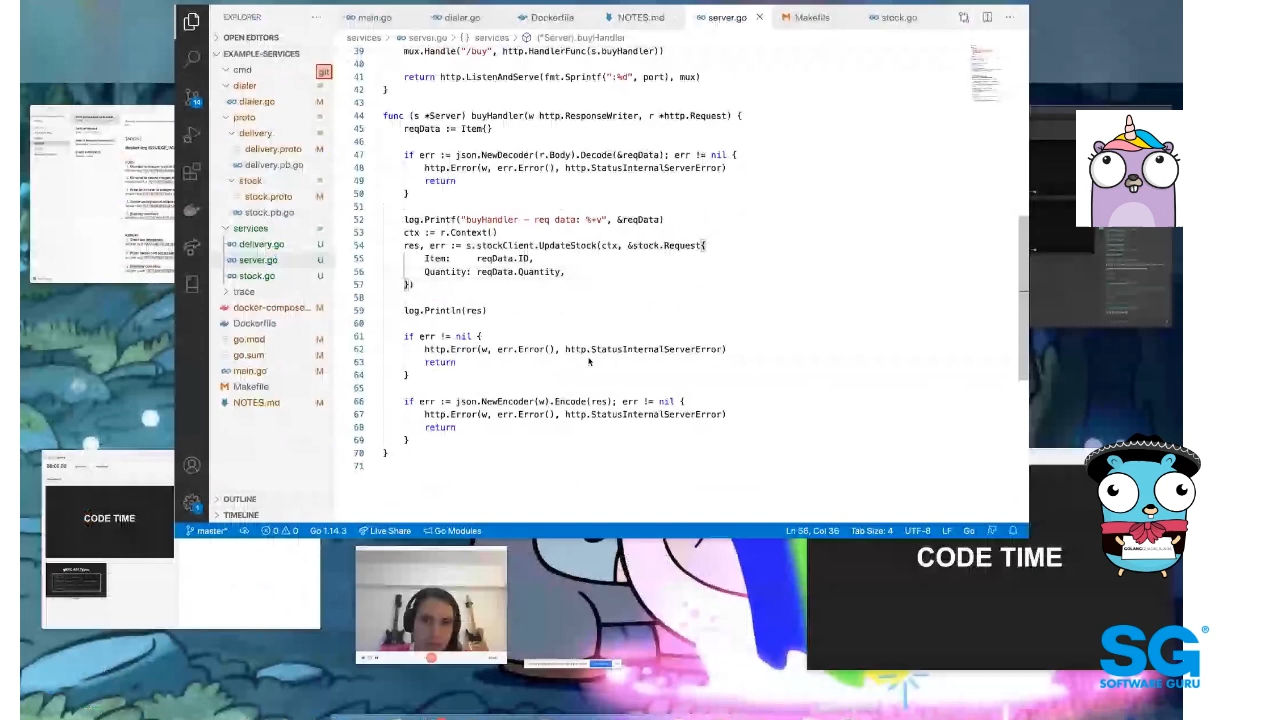 EXPLORER
main.go
dialer.go
Dockerfile
NOTES.md
server.go
Makefile
stock.go
OPEN EDITORS
services > server.go > {} services > (*Server).buyHandler
EXAMPLE-SERVICES
cmd
git
dialer
dialer.go M
proto
delivery
delivery.proto M
delivery.pb.go
stock
stock.proto M
stock.pb.go
services
delivery.go U
server.go U
stock.go U
trace
docker-compose... M
Dockerfile
go.mod M
go.sum M
main.go M
Makefile
NOTES.md M
OUTLINE
TIMELINE
39 mux.Handle("/buy", http.HandlerFunc(s.buyHandler))
40
41 return http.ListenAndServe(fmt.Sprintf(":%d", port), mux)
42 }
43
44 func (s *Server) buyHandler(w http.ResponseWriter, r *http.Request) {
45 reqData := Item{}
46
47 if err := json.NewDecoder(r.Body).Decode(&reqData); err != nil {
48 http.Error(w, err.Error(), http.StatusInternalServerError)
49 return
50 }
51
52 log.Printf("buyHandler – req data: %+v", &reqData)
53 ctx := r.Context()
54 res, err := s.stockClient.UpdateStock(ctx, &stock.Request{
55 Item: reqData.ID,
56 Quantity: reqData.Quantity,
57 })
58
59 log.Println(res)
60
61 if err != nil {
62 http.Error(w, err.Error(), http.StatusInternalServerError)
63 return
64 }
65
66 if err := json.NewEncoder(w).Encode(res); err != nil {
67 http.Error(w, err.Error(), http.StatusInternalServerError)
68 return
69 }
70 }
71
master*
0
0
Go 1.14.3
Live Share
Go Modules
Ln 56, Col 36
Tab Size: 4
UTF-8
LF
Go
CODE TIME
CODE TIME
SG®
SOFTWARE GURU